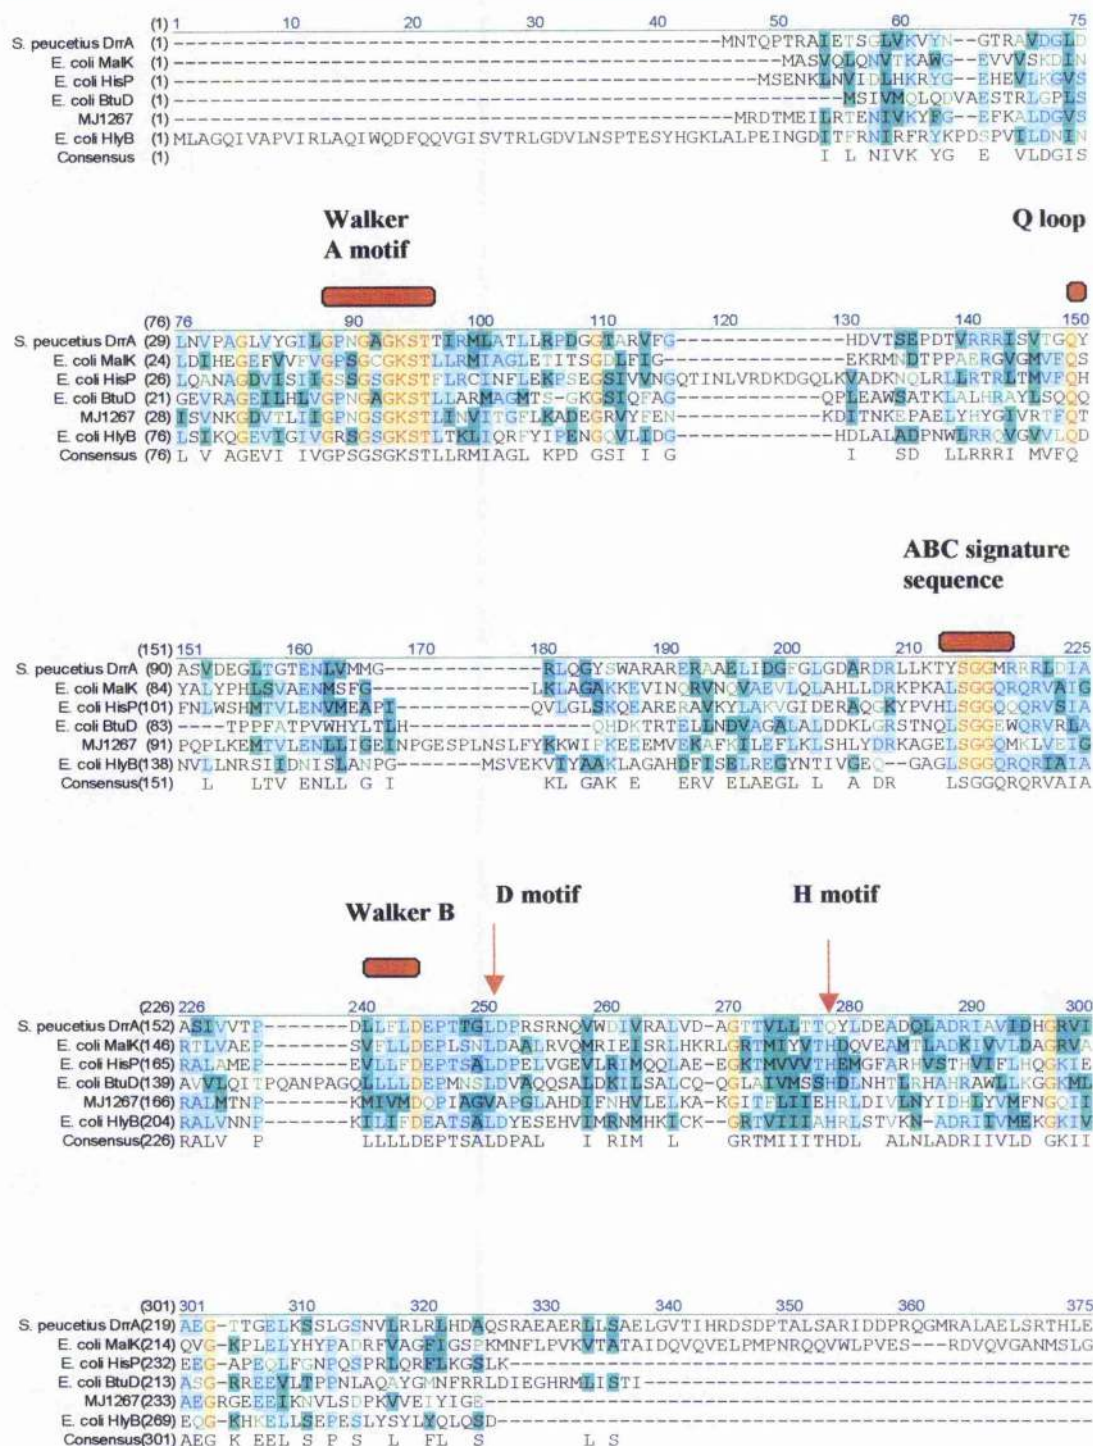 (1) 1 10 20 30 40 50 60 75
S. peucetius DrrA (1) ---------------------------------------------MNTQPTRAIETSGLVKVYN--GTRAVDGLD
E. coli MalK (1) --------------------------------------------------MASVQLQNVTKAWG--EVVVSKDIN
E. coli HisP (1) ------------------------------------------------MSENKLNVIDLHKRYG--EHEVLKGVS
E. coli BtuD (1) -------------------------------------------------------MSIVMQLQDVAESTRLGPLS
MJ1267 (1) ----------------------------------------------MRDTMEILRTENIVKYFG--EFKALDGVS
E. coli HlyB (1) MLAGQIVAPVIRLAQIWQDFQQVGISVTRLGDVLNSPTESYHGKLALPEINGDITFRNIRFRYKPDSPVILDNIN
Consensus (1) I L NIVK YG E VLDGIS
Walker
A motif
Q loop
(76) 76 90 100 110 120 130 140 150
S. peucetius DrrA (29) LNVPAGLVYGILGPNGAGKSTTIRMLATLLRPDGGTARVFG--------------HDVTSEPDTVRRRISVTGQY
E. coli MalK (24) LDIHEGEFVVFVGPSGCGKSTLLRMIAGLETITSGDLFIG--------------EKRMNDTPPAERGVGMVFQS
E. coli HisP (26) LQANAGDVISIIGSSGSGKSTFLRCINFLEKPSEGSIVVNGQTINLVRDKDGQLKVADKNQLRLLRTRLTMVFQH
E. coli BtuD (21) GEVRAGEILHLVGPNGAGKSTLLARMAGMTS-GKGSIQFAG--------------QPLEAWSATKLALHRAYLSQQQ
MJ1267 (28) ISVNKGDVTLIIGPNGSGKSTLINVITGFLKADEGRVYFEN--------------KDITNKEPAELYHYGIVRTFQT
E. coli HlyB (76) LSIKQGEVIGIVGRSGSGKSTLTKLIQRFYIPENGQVLIDG--------------HDLALADPNWLRRQVGVVLQD
Consensus (76) L V AGEVI IVGPSGSGKSTLLRMIAGL KPD GSI I G I SD LLRRRI MVFQ
ABC signature
sequence
(151) 151 160 170 180 190 200 210 225
S. peucetius DrrA (90) ASVDEGLTGTENLVMMG-------------RLQGYSWARARERAAELIDGFGLGDARDRLLKTYSGGMRRRLDIA
E. coli MalK (84) YALYPHLSVAENMSFG--------------LKLAGAKKEVINQRVNQVAEVLQLAHLLDRKPKALSGGQRQRVAIG
E. coli HisP(101) FNLWSHMTVLENVMEAPI------------QVLGLSKQEARERAVKYLAKVGIDERAQGKYPVHLSGGQQQRVSIA
E. coli BtuD (83) ----TPPFATPVWHYLTLH-----------QHDKTRTELLNDVAGALALDDKLGRSTNQLSGGEWQRVRLA
MJ1267 (91) PQPLKEMTVLENLLIGEINPGESPLNSLFYKKWIPKEEEMVEKAFKILEFLKLSHLYDRKAGELSGGQMKLVEIG
E. coli HlyB(138) NVLLNRSIIDNISLANPG-------MSVEKVIYAAKLAGAHDFISELREGYNTIVGEQ--GAGLSGGQRQRIAIA
Consensus(151) L LTV ENLL G I KL GAK E ERV ELAEGL L A DR LSGGQRQRVAIA
Walker B
D motif
H motif
(226) 226 240 251 260 270 280 290 300
S. peucetius DrrA(152) ASIVVTP--------DLLFLDEPTTGLDPRSRNQVWDIVRALVD-AGTTVLLTTQYLDEADQLADRIAVIDHGRVI
E. coli MalK(146) RTLVAEP--------SVFLLDEPLSNLDAALRVQMRIEISRLHKRLGRTMIYVTHDQVEAMTLADKIVVLDAGRVA
E. coli HisP(165) RALAMEP--------EVLLFDEPTSALDPELVGEVLRIMQQLAE-EGKTMVVVTHEMGFARHVSTHVIFLHQGKIE
E. coli BtuD(139) AVVLQITPQANPAGQLLLLDEPMNSLDVAQQSALDKILSALCQ-QGLAIVMSSHDLNHTLRHAHRAWLLKGGKML
MJ1267(166) RALMTNP--------KMIVMDQPIAGVAPGLAHDIFNHVLELKA-KGITFLIIEHRLDIVLNYIDHLYVMFNGQII
E. coli HlyB(204) RALVNNP--------KILIFDEATSALDYESEHVIMRNMHKICK--GRTVIIIAHRLSTVKN-ADRIIVMEKGKIV
Consensus(226) RALV P LLLLDEPTSALDPAL I RIM L GRTMIIITHDL ALNLADRIIVLD GKII
(301) 301 310 320 330 340 350 360 375
S. peucetius DrrA(219) AEG-TTGELKSSLGSNVLRLRLHDAQSRAEAERLLSAELGVTIHRDSDPTALSARIDDPRQGMRALAELSRTHLE
E. coli MalK(214) QVG-KPLELYHYPADRFVAGFIGSPKMNFLPVKVTATAIDQVQVELPMPNRQQVWLPVES---RDVQVGANMSLG
E. coli HisP(232) EEG-APEQLFGNPQSPRLQRFLKGSLK------------------------------------------------
E. coli BtuD(213) ASG-RREEVLTPPNLAQAYGMNFRRLDIEGHRMLISTI-------------------------------------
MJ1267(233) AEGRGEEEIKNVLSDPKVVEIYIGE--------------------------------------------------
E. coli HlyB(269) EQG-KHKELLSEPESLYSYLYQLQSD-------------------------------------------------
Consensus(301) AEG K EEL S P S L FL S L S